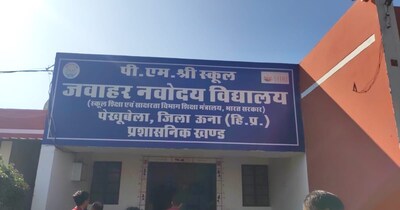 पी.एम.श्री स्कूल
जवाहर नवोदय विद्यालय
(स्कूल शिक्षा एवं साक्षरता विभाग शिक्षा मंत्रालय, भारत सरकार)
पेखूबेला, जिला ऊना (हि.प्र.)
प्रशासनिक खण्ड